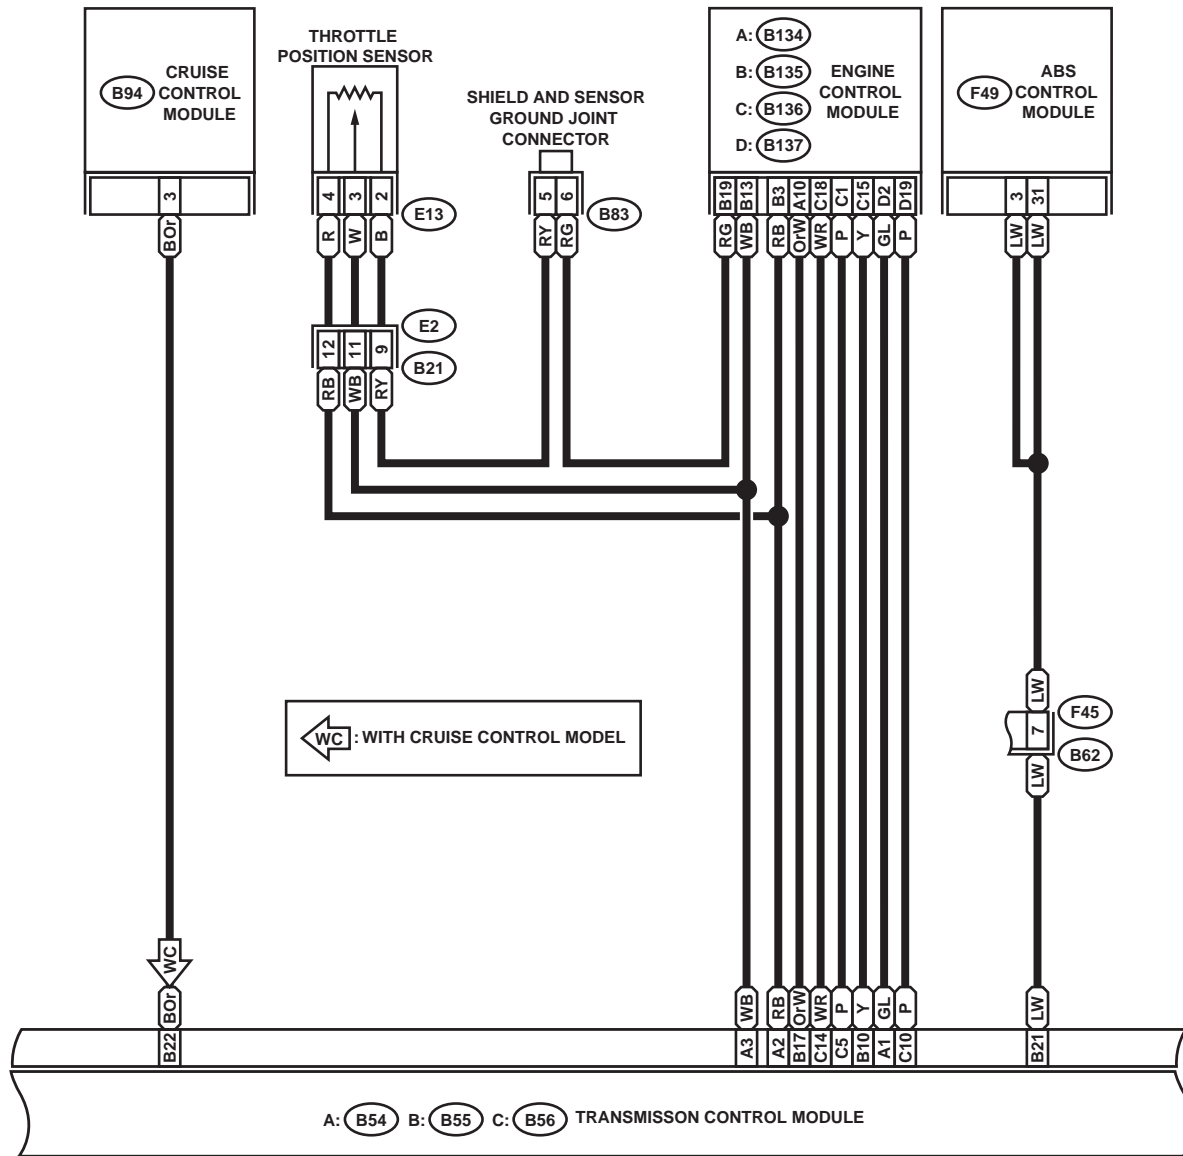 B94
CRUISE
CONTROL
MODULE
3
BOr
THROTTLE
POSITION SENSOR
4 3 2
E13
R W B
E2
12 11 9
B21
RB WB RY
SHIELD AND SENSOR
GROUND JOINT
CONNECTOR
5 6
B83
RY RG
A: B134
B: B135
C: B136
D: B137
ENGINE
CONTROL
MODULE
B19 B13 B3 A10 C18 C1 C15 D2 D19
RG WB RB OrW WR P Y GL P
F49
ABS
CONTROL
MODULE
3 31
LW LW
WC : WITH CRUISE CONTROL MODEL
LW
F45
7
B62
LW
WC
BOr WB RB OrW WR P Y GL P LW
B22 A3 A2 B17 C14 C5 B10 A1 C10 B21
A: B54 B: B55 C: B56 TRANSMISSON CONTROL MODULE